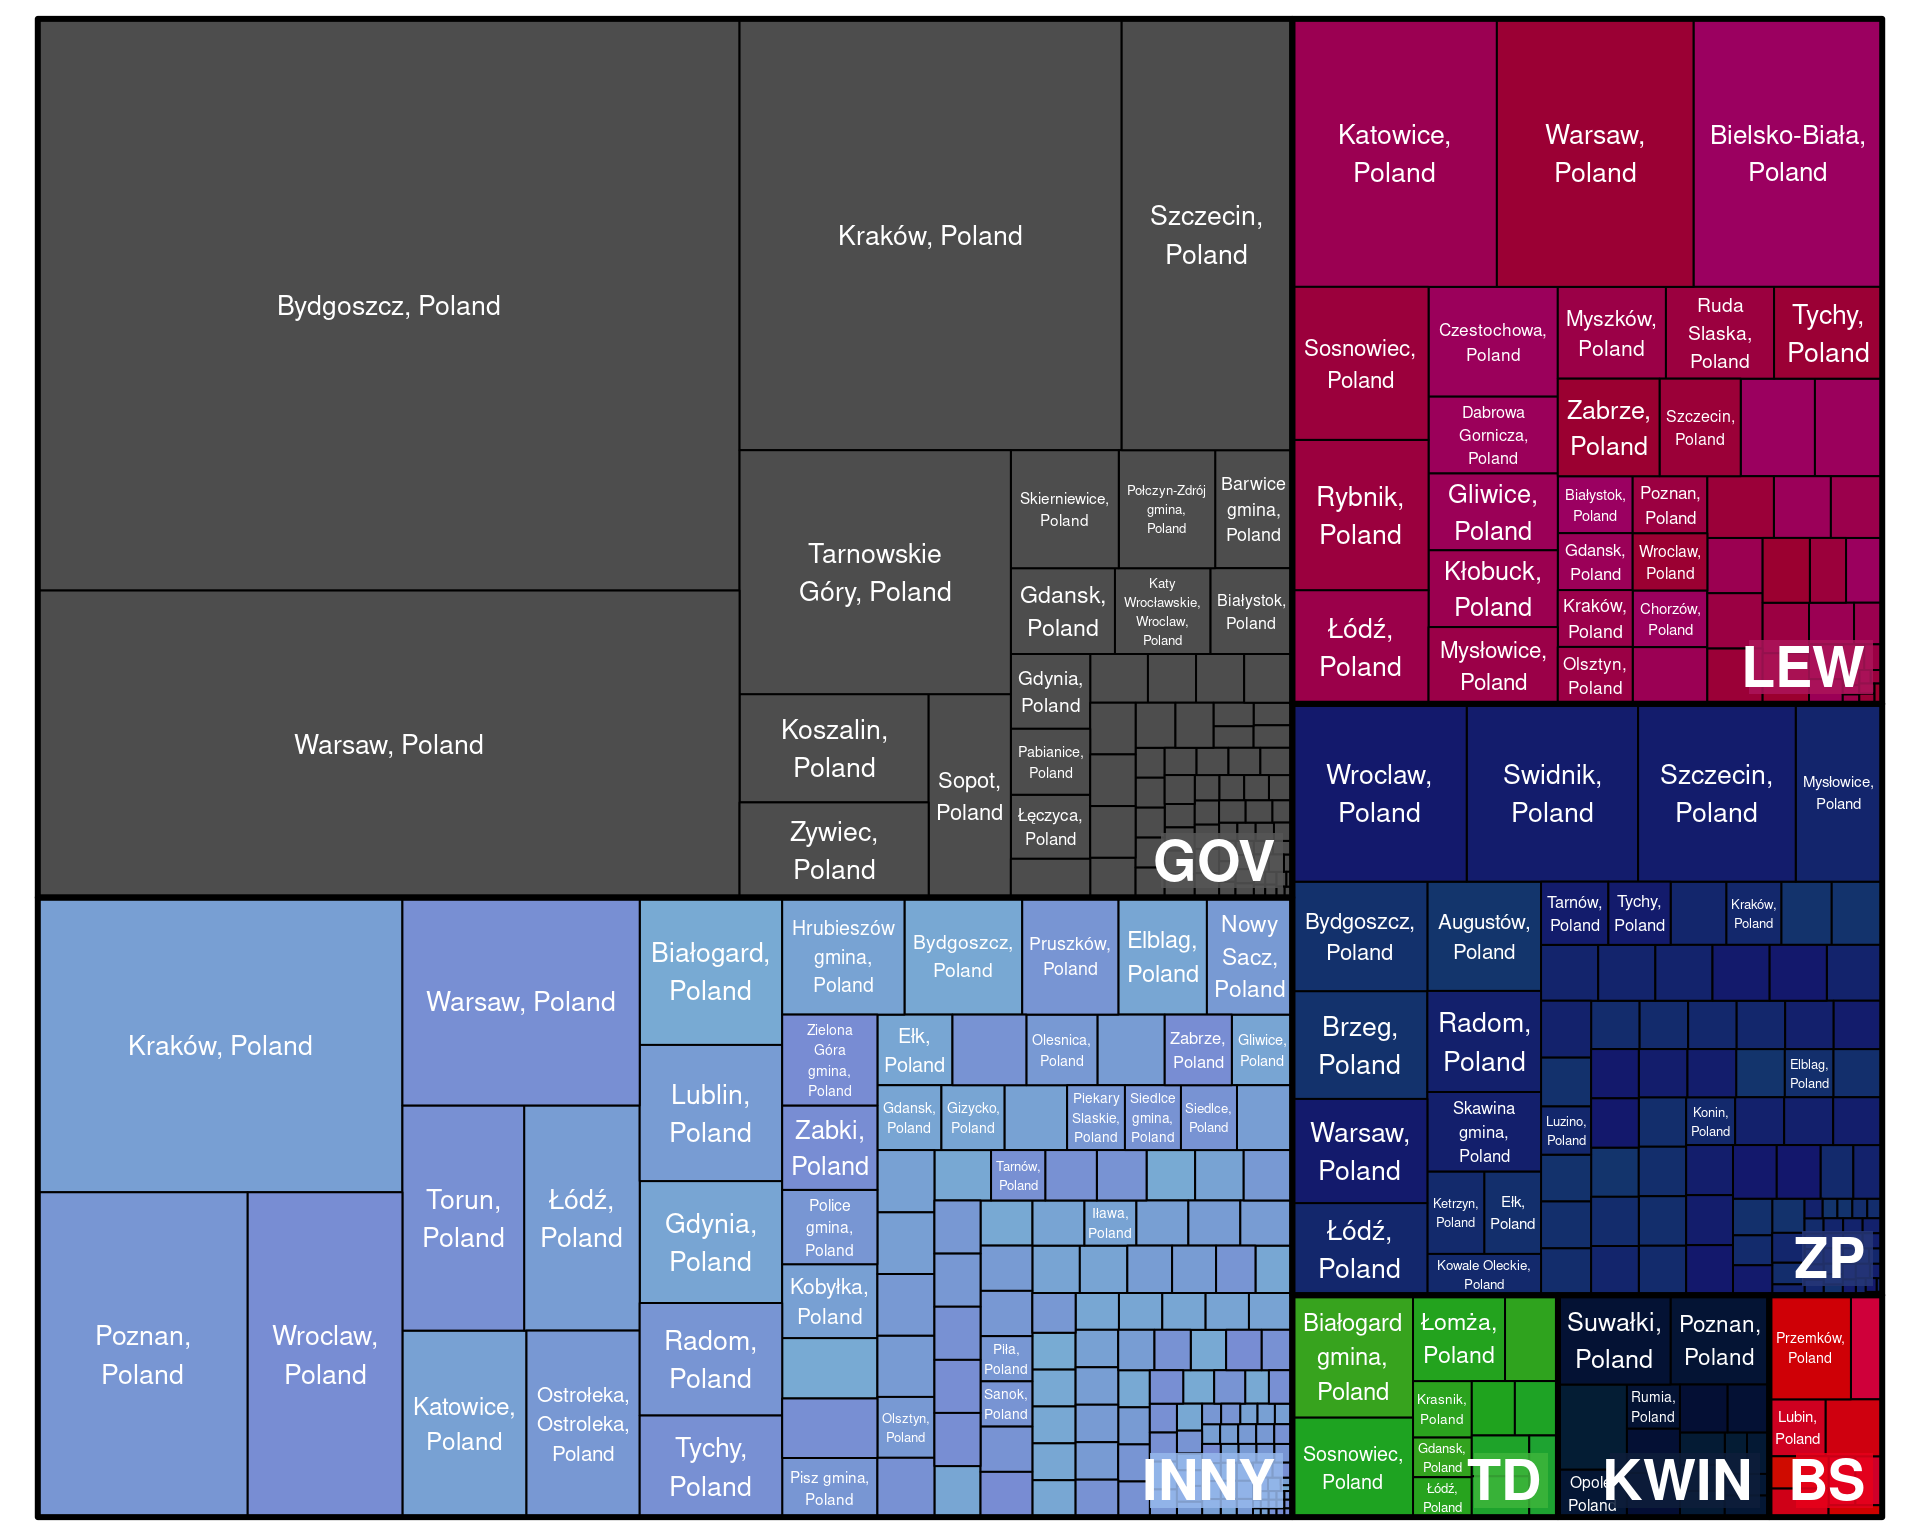 Bydgoszcz, Poland
Kraków, Poland
Szczecin,
Poland
Warsaw, Poland
Tarnowskie
Góry, Poland
Koszalin,
Poland
Zywiec,
Poland
Sopot,
Poland
Skierniewice,
Poland
Połczyn-Zdrój
gmina,
Poland
Barwice
gmina,
Poland
Gdansk,
Poland
Katy
Wrocławskie,
Wroclaw,
Poland
Białystok,
Poland
Gdynia,
Poland
Pabianice,
Poland
Łęczyca,
Poland
GOV
Katowice,
Poland
Warsaw,
Poland
Bielsko-Biała,
Poland
Sosnowiec,
Poland
Rybnik,
Poland
Łódź,
Poland
Czestochowa,
Poland
Dabrowa
Gornicza,
Poland
Gliwice,
Poland
Kłobuck,
Poland
Mysłowice,
Poland
Myszków,
Poland
Ruda
Slaska,
Poland
Tychy,
Poland
Zabrze,
Poland
Szczecin,
Poland
Białystok,
Poland
Poznan,
Poland
Gdansk,
Poland
Wroclaw,
Poland
Kraków,
Poland
Chorzów,
Poland
Olsztyn,
Poland
LEW
Wroclaw,
Poland
Swidnik,
Poland
Szczecin,
Poland
Mysłowice,
Poland
Bydgoszcz,
Poland
Augustów,
Poland
Brzeg,
Poland
Radom,
Poland
Warsaw,
Poland
Skawina
gmina,
Poland
Łódź,
Poland
Ketrzyn,
Poland
Ełk,
Poland
Kowale Oleckie,
Poland
Tarnów,
Poland
Tychy,
Poland
Kraków,
Poland
Elblag,
Poland
Luzino,
Poland
Konin,
Poland
ZP
Kraków, Poland
Poznan,
Poland
Wroclaw,
Poland
Warsaw, Poland
Torun,
Poland
Łódź,
Poland
Katowice,
Poland
Ostrołeka,
Ostroleka,
Poland
Białogard,
Poland
Lublin,
Poland
Gdynia,
Poland
Radom,
Poland
Tychy,
Poland
Hrubieszów
gmina,
Poland
Bydgoszcz,
Poland
Pruszków,
Poland
Elblag,
Poland
Nowy
Sacz,
Poland
Zielona
Góra
gmina,
Poland
Zabki,
Poland
Police
gmina,
Poland
Kobyłka,
Poland
Pisz gmina,
Poland
Ełk,
Poland
Olesnica,
Poland
Zabrze,
Poland
Gliwice,
Poland
Gdansk,
Poland
Gizycko,
Poland
Piekary
Slaskie,
Poland
Siedlce
gmina,
Poland
Siedlce,
Poland
Tarnów,
Poland
Iława,
Poland
Piła,
Poland
Sanok,
Poland
Olsztyn,
Poland
INNY
Białogard
gmina,
Poland
Sosnowiec,
Poland
Łomża,
Poland
Krasnik,
Poland
Gdansk,
Poland
Łódź,
Poland
TD
Suwałki,
Poland
Poznan,
Poland
Rumia,
Poland
Opole
Poland
KWIN
Przemków,
Poland
Lubin,
Poland
BS